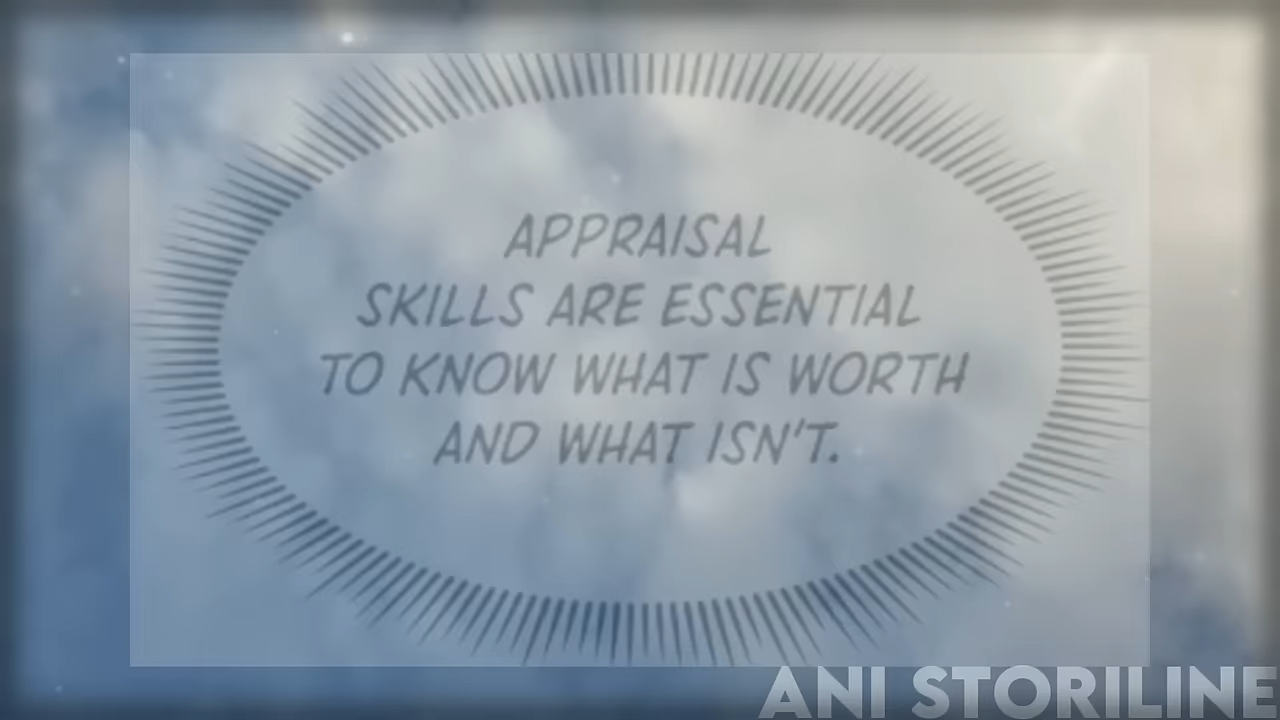 APPRAISAL
SKILLS ARE ESSENTIAL
TO KNOW WHAT IS WORTH
AND WHAT ISN'T.
ANI STORILINE